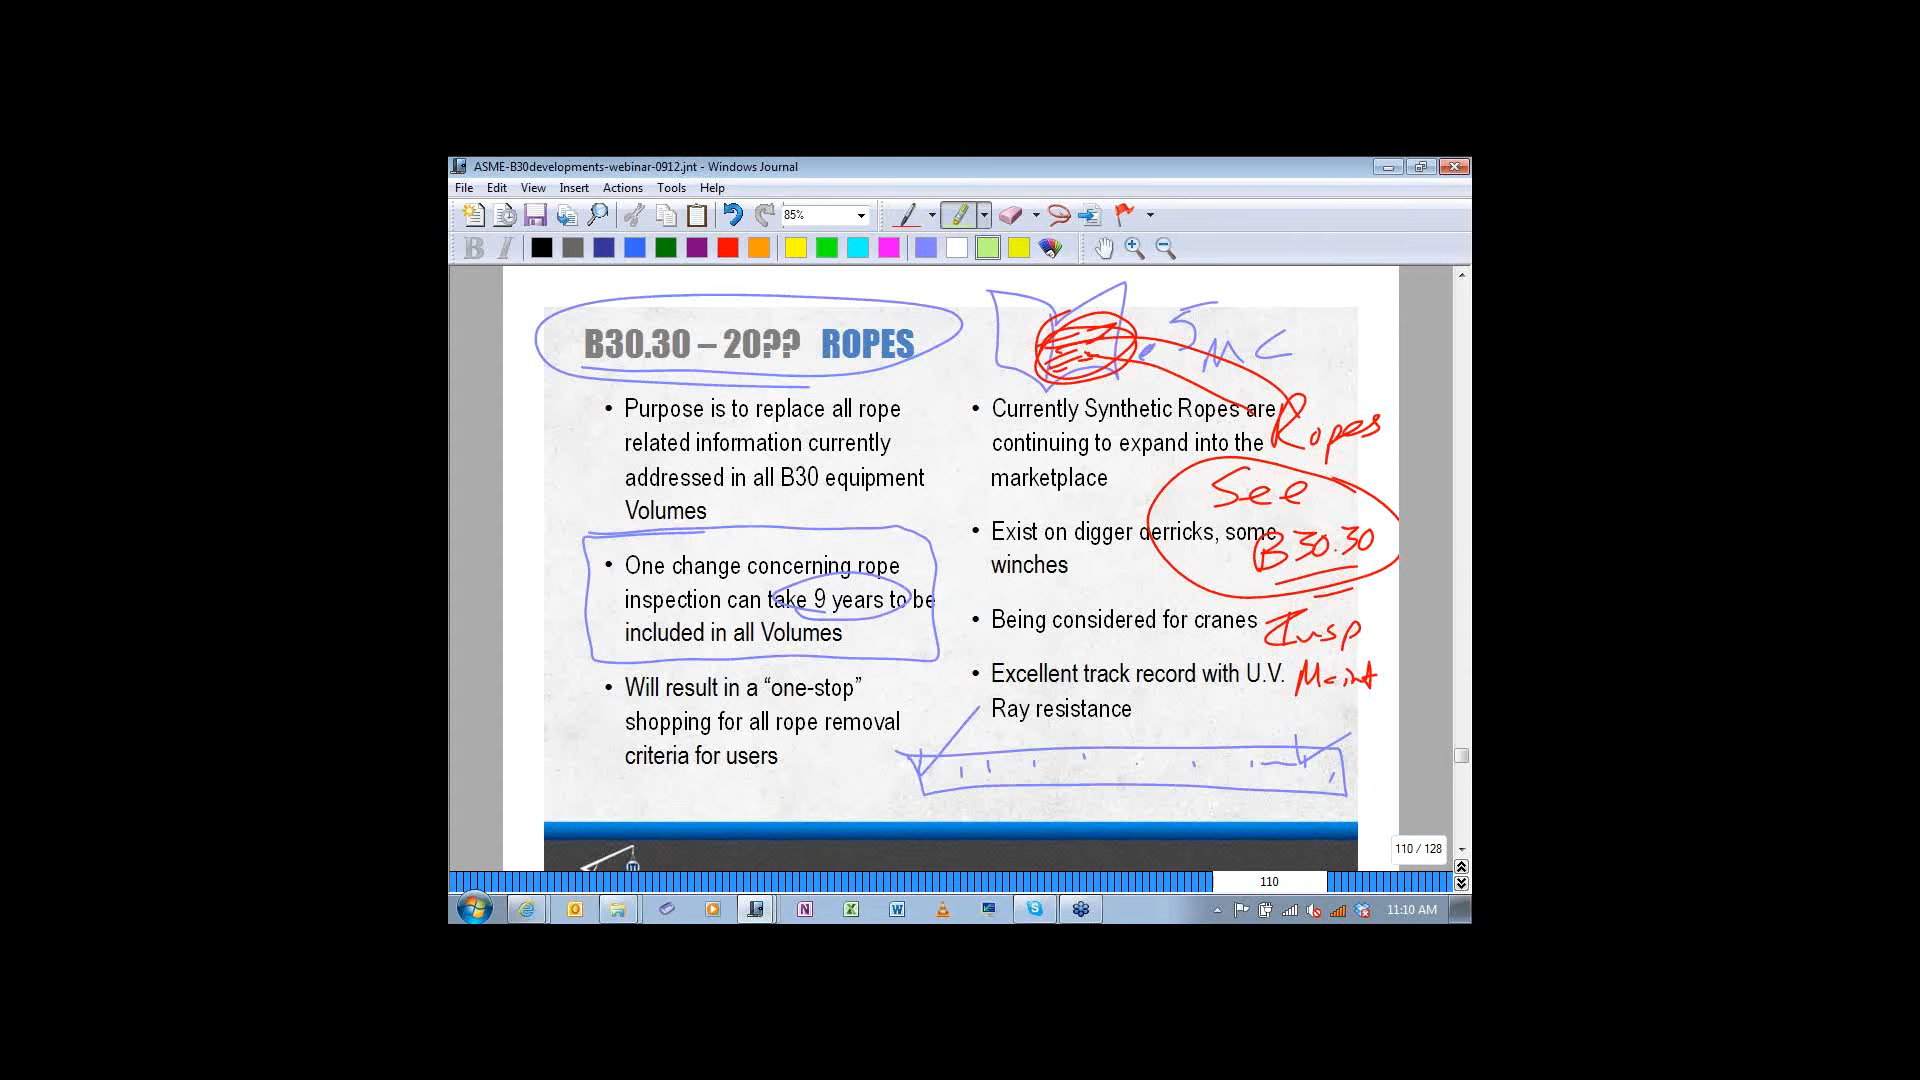 ASME-B30developments-webinar-0912.jnt - Windows Journal
File Edit View Insert Actions Tools Help
85%
B I
B30.30 – 20?? ROPES
.5 MC
• Purpose is to replace all rope
related information currently
addressed in all B30 equipment
Volumes
• One change concerning rope
inspection can take 9 years to be
included in all Volumes
• Will result in a “one-stop”
shopping for all rope removal
criteria for users
• Currently Synthetic Ropes are
continuing to expand into the
marketplace
• Exist on digger derricks, some
winches
• Being considered for cranes
• Excellent track record with U.V.
Ray resistance
Ropes
See
B30.30
Insp
Maint
110 / 128
110
11:10 AM